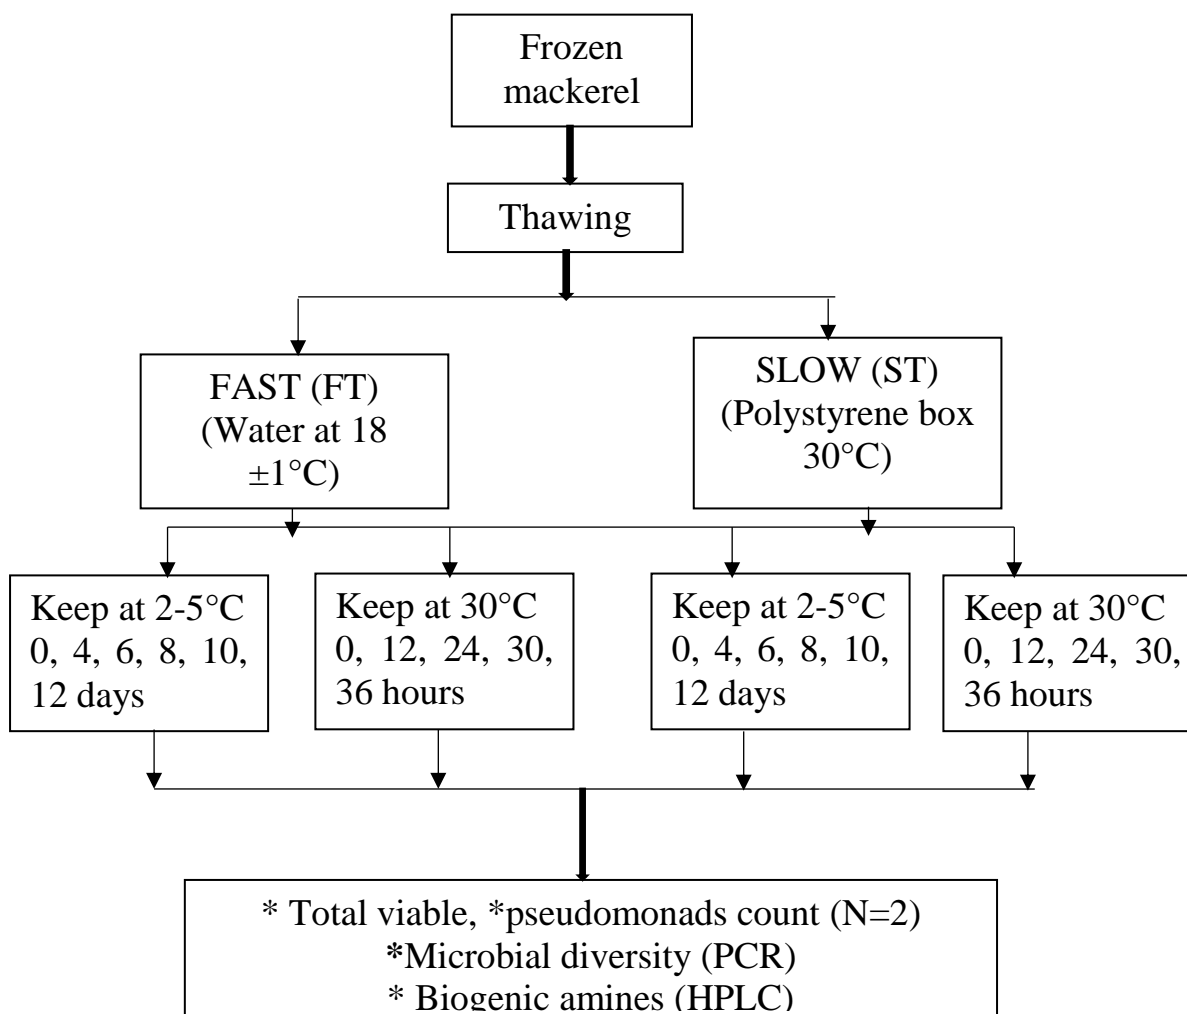 Frozen
mackerel
Thawing
FAST (FT)
(Water at 18
±1°C)
SLOW (ST)
(Polystyrene box
30°C)
Keep at 2-5°C
0, 4, 6, 8, 10,
12 days
Keep at 30°C
0, 12, 24, 30,
36 hours
Keep at 2-5°C
0, 4, 6, 8, 10,
12 days
Keep at 30°C
0, 12, 24, 30,
36 hours
* Total viable, *pseudomonads count (N=2)
*Microbial diversity (PCR)
* Biogenic amines (HPLC)